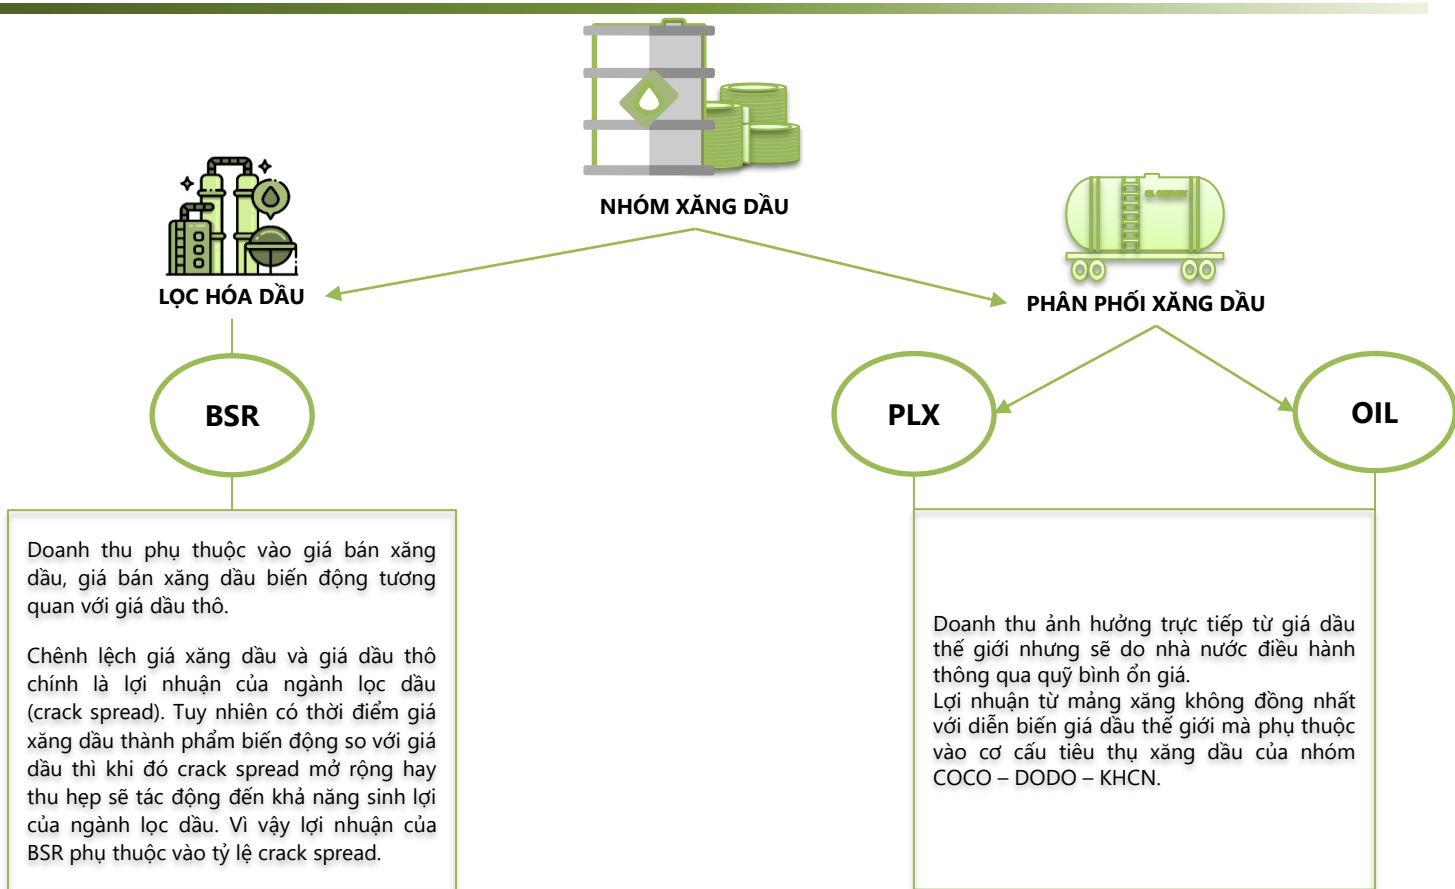 NHÓM XĂNG DẦU
LỌC HÓA DẦU
PHÂN PHỐI XĂNG DẦU
BSR
PLX
OIL
Doanh thu phụ thuộc vào giá bán xăng
dầu, giá bán xăng dầu biến động tương
quan với giá dầu thô.
Chênh lệch giá xăng dầu và giá dầu thô
chính là lợi nhuận của ngành lọc dầu
(crack spread). Tuy nhiên có thời điểm giá
xăng dầu thành phẩm biến động so với giá
dầu thì khi đó crack spread mở rộng hay
thu hẹp sẽ tác động đến khả năng sinh lợi
của ngành lọc dầu. Vì vậy lợi nhuận của
BSR phụ thuộc vào tỷ lệ crack spread.
Doanh thu ảnh hưởng trực tiếp từ giá dầu
thế giới nhưng sẽ do nhà nước điều hành
thông qua quỹ bình ổn giá.
Lợi nhuận từ mảng xăng không đồng nhất
với diễn biến giá dầu thế giới mà phụ thuộc
vào cơ cấu tiêu thụ xăng dầu của nhóm
COCO – DODO – KHCN.